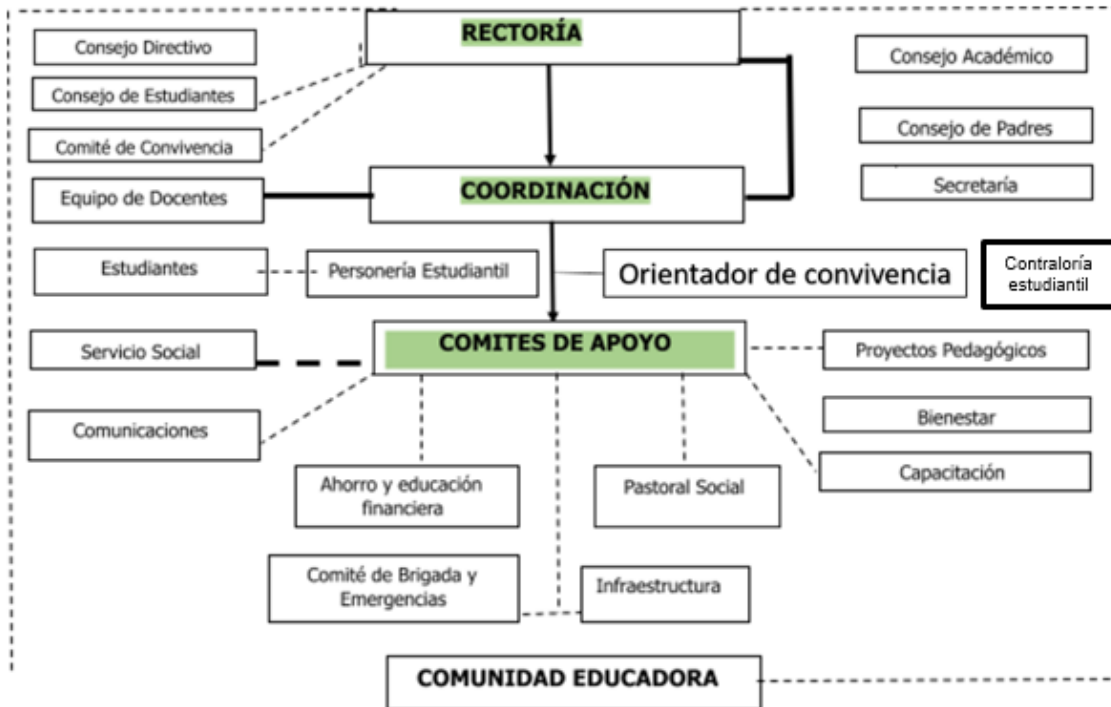 RECTORÍA
Consejo Directivo
Consejo Académico
Consejo de Estudiantes
Consejo de Padres
Comité de Convivencia
Equipo de Docentes
COORDINACIÓN
Secretaría
Estudiantes
Personería Estudiantil
Orientador de convivencia
Contraloría
estudiantil
Servicio Social
COMITES DE APOYO
Proyectos Pedagógicos
Comunicaciones
Bienestar
Capacitación
Ahorro y educación
financiera
Pastoral Social
Comité de Brigada y
Emergencias
Infraestructura
COMUNIDAD EDUCADORA